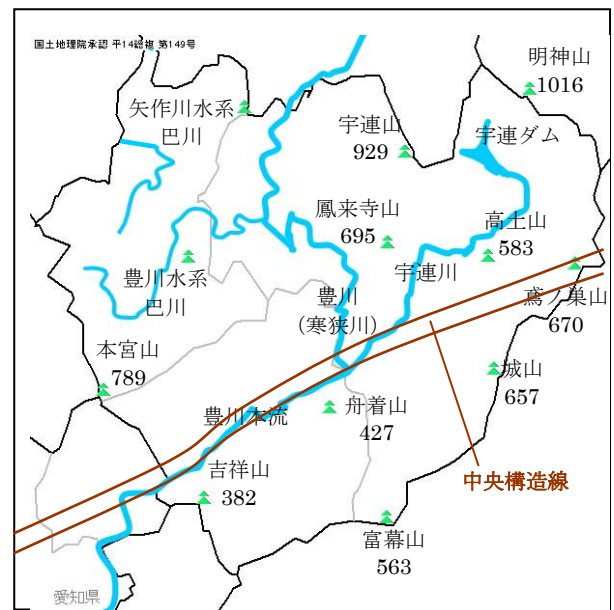 国土地理院承認 平14総複 第149号
明神山
1016
矢作川水系
巴川
宇連山
929
宇連ダム
鳳来寺山
695
高土山
583
豊川水系
巴川
豊川
(寒狭川)
宇連川
鳶ノ巣山
670
本宮山
789
城山
657
豊川本流
舟着山
427
吉祥山
382
中央構造線
富幕山
563
愛知県